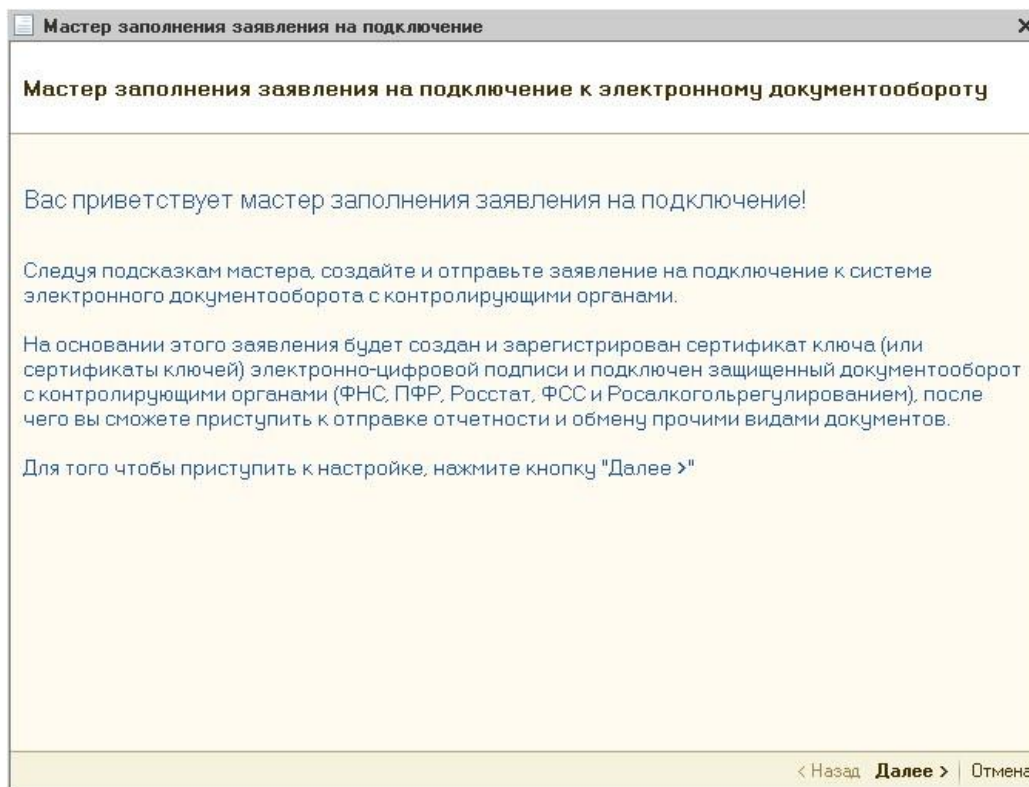 Мастер заполнения заявления на подключение
Мастер заполнения заявления на подключение к электронному документообороту
Вас приветствует мастер заполнения заявления на подключение!
Следуя подсказкам мастера, создайте и отправьте заявление на подключение к системе
электронного документооборота с контролирующими органами.
На основании этого заявления будет создан и зарегистрирован сертификат ключа (или
сертификаты ключей) электронно-цифровой подписи и подключен защищенный документооборот
с контролирующими органами (ФНС, ПФР, Росстат, ФСС и Росалкогольрегулированием), после
чего вы сможете приступить к отправке отчетности и обмену прочими видами документов.
Для того чтобы приступить к настройке, нажмите кнопку "Далее >"
< Назад Далее > Отмена